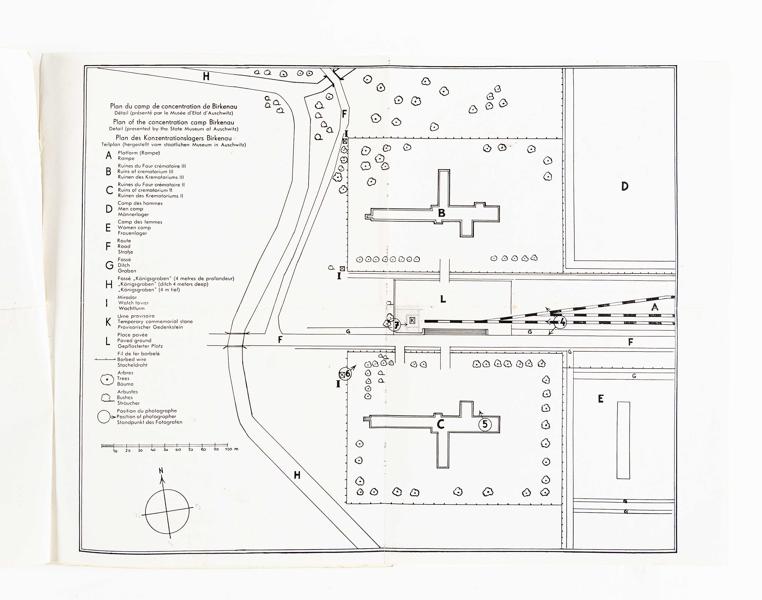 Plan du camp de concentration de Birkenau
Détail (présenté par le Musée d'Etat d'Auschwitz)
Plan of the concentration camp Birkenau
Detail (presented by the State Museum at Auschwitz)
Plan des Konzentrationslagers Birkenau
Teilplan (hergestellt vom staatlichen Museum in Auschwitz)
A Platform (Rampe)
Rampe
B Ruines du Four crématoire III
Ruins of crematorium III
Ruinen des Krematoriums III
C Ruines du Four crématoire II
Ruins of crematorium II
Ruinen des Krematoriums II
D Camp des hommes
Men camp
Männerlager
E Camp des femmes
Women camp
Frauenlager
F Route
Road
Straße
G Fossé
Ditch
Graben
H Fossé „Königsgraben" (4 metres de profondeur)
„Königsgraben" (ditch 4 meters deep)
„Königsgraben" (4 m tief)
I Mirador
Watch tower
Wachtturm
K Urne provisoire
Temporary commemorial stone
Provisorischer Gedenkstein
L Place pavée
Paved ground
Gepflasterter Platz
Fil de fer barbelé
Barbed wire
Stacheldraht
Arbres
Trees
Bäume
Arbustes
Bushes
Sträucher
Position du photographe
Position of photographer
Standpunkt des Fotografen
10 20 30 40 50 60 70 80 90 100 m
N
H
F
I
B
D
I
L
A
K
7
4
G
G
F
F
G
6
I
G
E
C
5
H
G
G